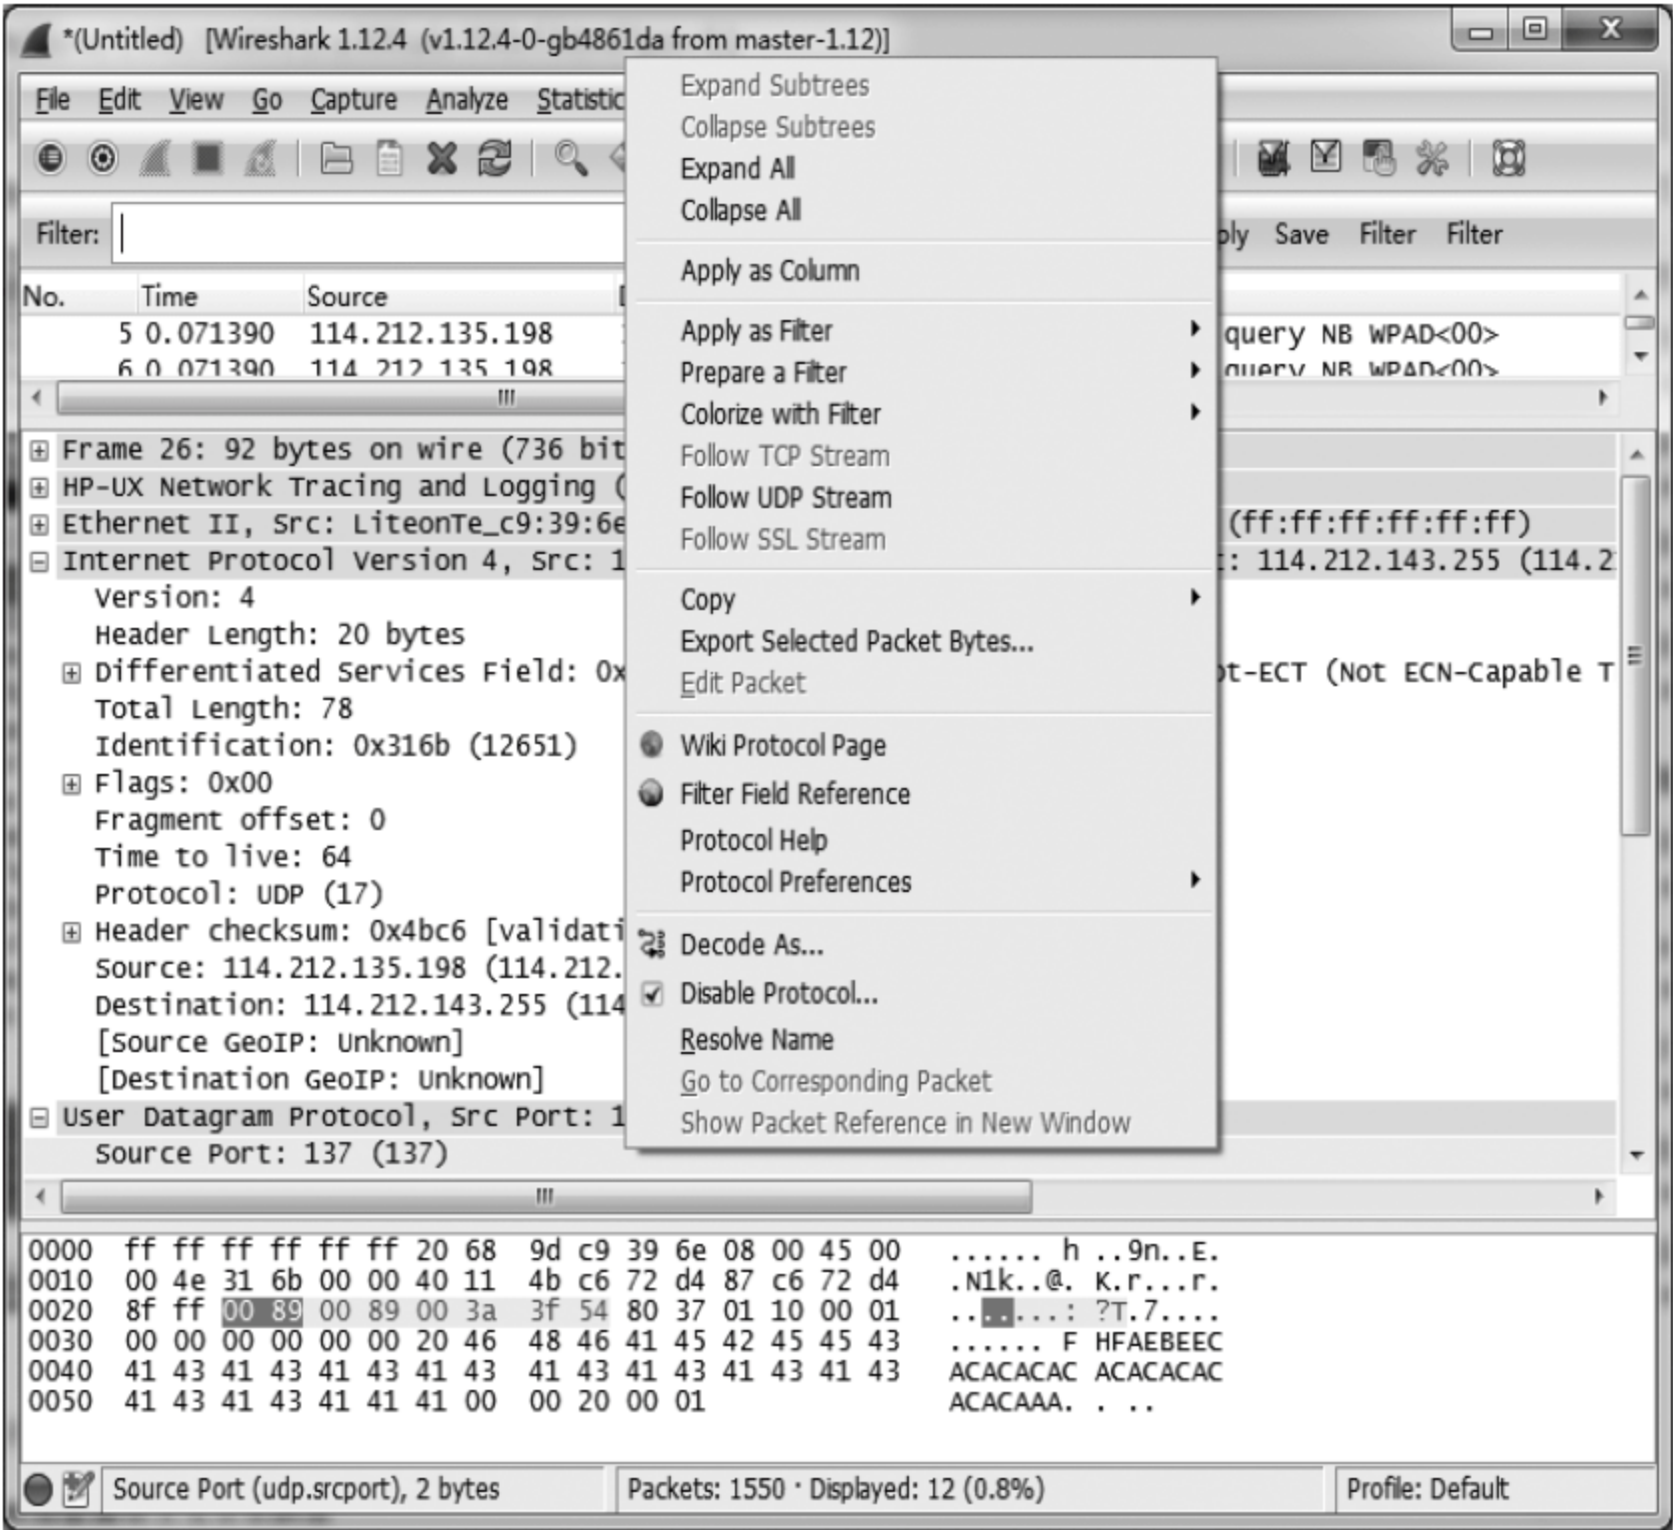 *(Untitled) [Wireshark 1.12.4 (v1.12.4-0-gb4861da from master-1.12)]
File Edit View Go Capture Analyze Statistic
Filter: Save Filter Filter
No. Time Source
5 0.071390 114.212.135.198 query NB WPAD<00>
6 0.071390 114.212.135.198 query NB WPAD<00>
Frame 26: 92 bytes on wire (736 bit
HP-UX Network Tracing and Logging (
Ethernet II, Src: LiteonTe_c9:39:6e (ff:ff:ff:ff:ff:ff)
Internet Protocol Version 4, Src: 1 : 114.212.143.255 (114.2
Version: 4
Header Length: 20 bytes
Differentiated Services Field: 0x ot-ECT (Not ECN-Capable T
Total Length: 78
Identification: 0x316b (12651)
Flags: 0x00
Fragment offset: 0
Time to live: 64
Protocol: UDP (17)
Header checksum: 0x4bc6 [validati
Source: 114.212.135.198 (114.212.
Destination: 114.212.143.255 (114
[Source GeoIP: Unknown]
[Destination GeoIP: Unknown]
User Datagram Protocol, Src Port: 1
Source Port: 137 (137)
Expand Subtrees
Collapse Subtrees
Expand All
Collapse All
Apply as Column
Apply as Filter
Prepare a Filter
Colorize with Filter
Follow TCP Stream
Follow UDP Stream
Follow SSL Stream
Copy
Export Selected Packet Bytes...
Edit Packet
Wiki Protocol Page
Filter Field Reference
Protocol Help
Protocol Preferences
Decode As...
Disable Protocol...
Resolve Name
Go to Corresponding Packet
Show Packet Reference in New Window
0000 ff ff ff ff ff ff 20 68 9d c9 39 6e 08 00 45 00 ...... h ..9n..E.
0010 00 4e 31 6b 00 00 40 11 4b c6 72 d4 87 c6 72 d4 .N1k..@. K.r...r.
0020 8f ff 00 89 00 89 00 3a 3f 54 80 37 01 10 00 01 .......: ?T.7....
0030 00 00 00 00 00 00 20 46 48 46 41 45 42 45 45 43 ...... F HFAEBEEC
0040 41 43 41 43 41 43 41 43 41 43 41 43 41 43 41 43 ACACACAC ACACACAC
0050 41 43 41 43 41 41 41 00 00 20 00 01 ACACAAA. . ..
Source Port (udp.srcport), 2 bytes Packets: 1550 · Displayed: 12 (0.8%) Profile: Default